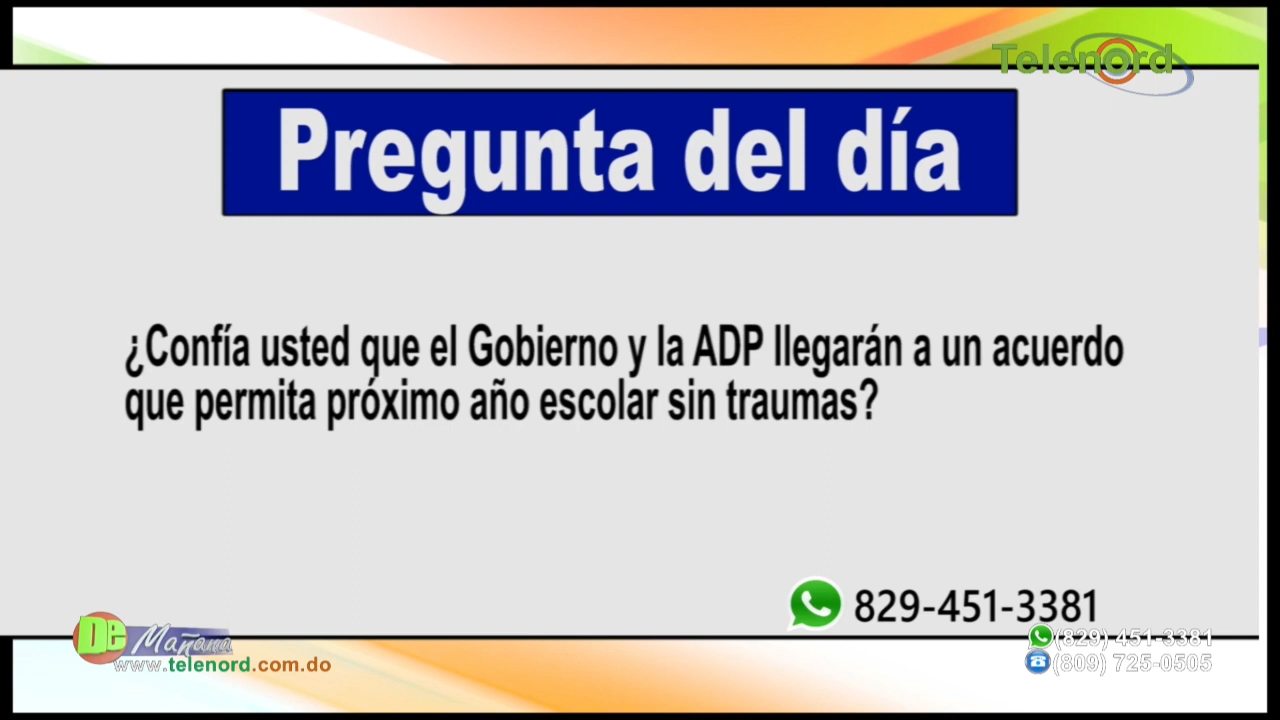 Telenord
Pregunta del día
¿Confía usted que el Gobierno y la ADP llegarán a un acuerdo
que permita próximo año escolar sin traumas?
829-451-3381
De Mañana
www.telenord.com.do
(829) 451-3381
(809) 725-0505